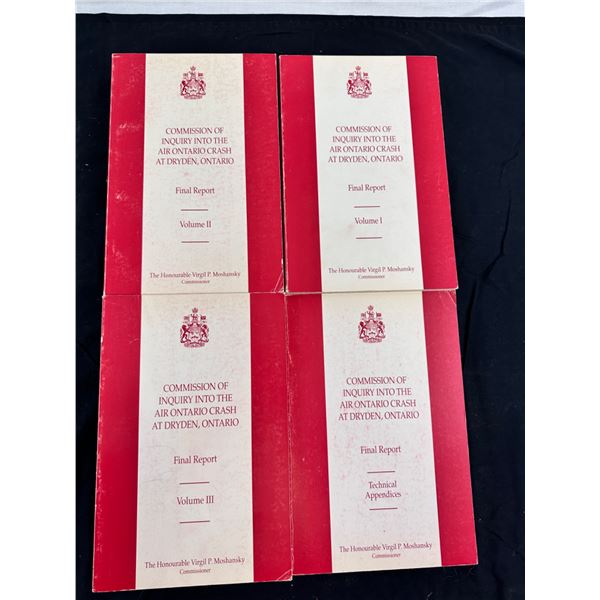 COMMISSION OF
INQUIRY INTO THE
AIR ONTARIO CRASH
AT DRYDEN, ONTARIO
Final Report
Volume II
The Honourable Virgil P. Moshansky
Commissioner
COMMISSION OF
INQUIRY INTO THE
AIR ONTARIO CRASH
AT DRYDEN, ONTARIO
Final Report
Volume I
The Honourable Virgil P. Moshansky
Commissioner
COMMISSION OF
INQUIRY INTO THE
AIR ONTARIO CRASH
AT DRYDEN, ONTARIO
Final Report
Volume III
The Honourable Virgil P. Moshansky
Commissioner
COMMISSION OF
INQUIRY INTO THE
AIR ONTARIO CRASH
AT DRYDEN, ONTARIO
Final Report
Technical
Appendices
The Honourable Virgil P. Moshansky
Commissioner